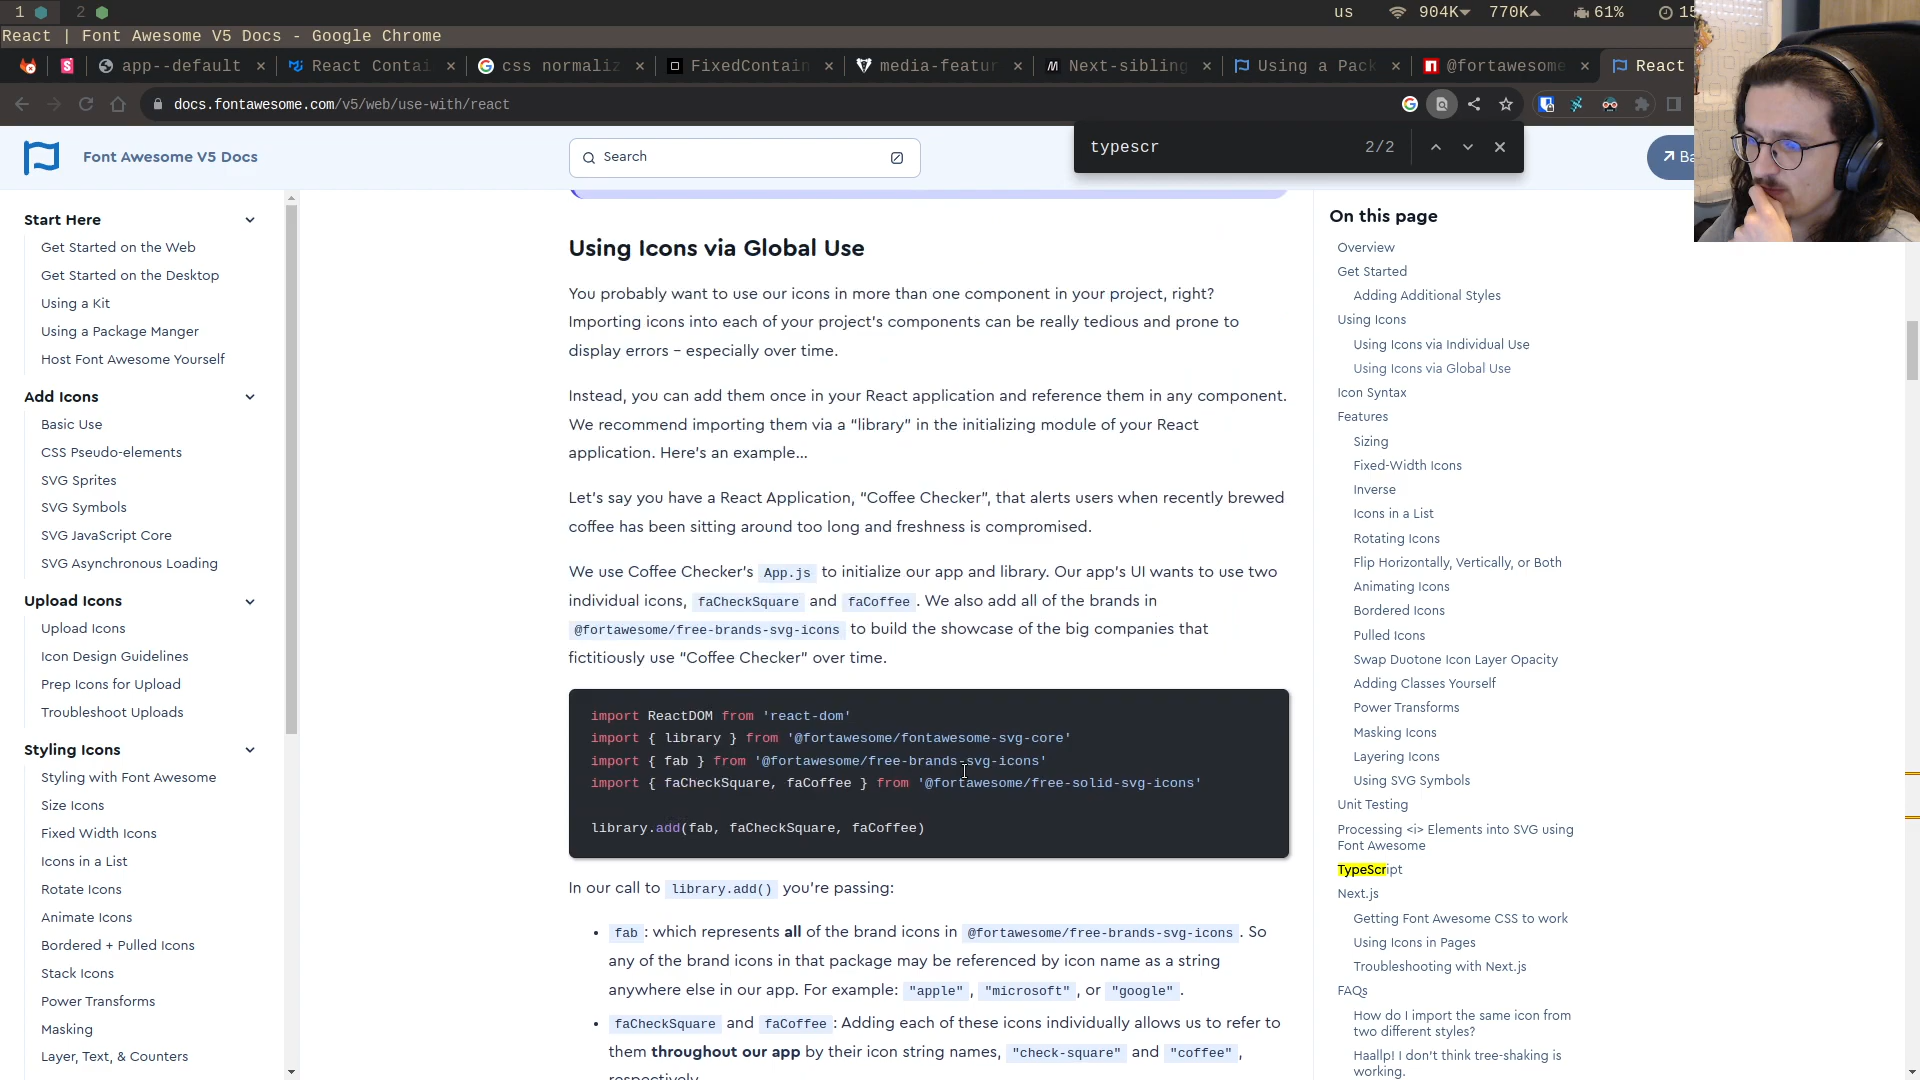 1
2
us
904K
770K
61%
15
React | Font Awesome V5 Docs - Google Chrome
app--default
React Contai
css normaliz
FixedContain
media-featur
Next-sibling
Using a Pack
@fortawesome
React
docs.fontawesome.com/v5/web/use-with/react
typescr
2/2
Font Awesome V5 Docs
Search
Ba
Start Here
Get Started on the Web
Get Started on the Desktop
Using a Kit
Using a Package Manger
Host Font Awesome Yourself
Add Icons
Basic Use
CSS Pseudo-elements
SVG Sprites
SVG Symbols
SVG JavaScript Core
SVG Asynchronous Loading
Upload Icons
Upload Icons
Icon Design Guidelines
Prep Icons for Upload
Troubleshoot Uploads
Styling Icons
Styling with Font Awesome
Size Icons
Fixed Width Icons
Icons in a List
Rotate Icons
Animate Icons
Bordered + Pulled Icons
Stack Icons
Power Transforms
Masking
Layer, Text, & Counters
Using Icons via Global Use
You probably want to use our icons in more than one component in your project, right?
Importing icons into each of your project's components can be really tedious and prone to
display errors – especially over time.
Instead, you can add them once in your React application and reference them in any component.
We recommend importing them via a "library" in the initializing module of your React
application. Here's an example...
Let's say you have a React Application, "Coffee Checker", that alerts users when recently brewed
coffee has been sitting around too long and freshness is compromised.
We use Coffee Checker's App.js to initialize our app and library. Our app's UI wants to use two
individual icons, faCheckSquare and faCoffee. We also add all of the brands in
@fortawesome/free-brands-svg-icons to build the showcase of the big companies that
fictitiously use "Coffee Checker" over time.
import ReactDOM from 'react-dom'
import { library } from '@fortawesome/fontawesome-svg-core'
import { fab } from '@fortawesome/free-brands-svg-icons'
import { faCheckSquare, faCoffee } from '@fortawesome/free-solid-svg-icons'
library.add(fab, faCheckSquare, faCoffee)
In our call to library.add() you're passing:
• fab: which represents all of the brand icons in @fortawesome/free-brands-svg-icons. So
any of the brand icons in that package may be referenced by icon name as a string
anywhere else in our app. For example: "apple", "microsoft", or "google".
• faCheckSquare and faCoffee: Adding each of these icons individually allows us to refer to
them throughout our app by their icon string names, "check-square" and "coffee",
respectively.
On this page
Overview
Get Started
Adding Additional Styles
Using Icons
Using Icons via Individual Use
Using Icons via Global Use
Icon Syntax
Features
Sizing
Fixed-Width Icons
Inverse
Icons in a List
Rotating Icons
Flip Horizontally, Vertically, or Both
Animating Icons
Bordered Icons
Pulled Icons
Swap Duotone Icon Layer Opacity
Adding Classes Yourself
Power Transforms
Masking Icons
Layering Icons
Using SVG Symbols
Unit Testing
Processing <i> Elements into SVG using
Font Awesome
TypeScript
Next.js
Getting Font Awesome CSS to work
Using Icons in Pages
Troubleshooting with Next.js
FAQs
How do I import the same icon from
two different styles?
Haallp! I don't think tree-shaking is
working.